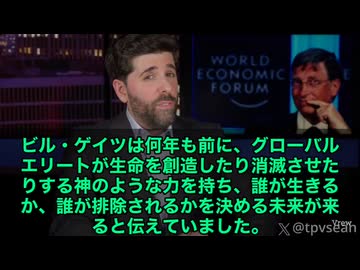 WORLD
ECONOMIC
FORUM
ビル・ゲイツは何年も前に、グローバル
エリートが生命を創造したり消滅させた
りする神のような力を持ち、誰が生きる
か、誰が排除されるかを決める未来が来
ると伝えていました。
Vrew
X@tpvsean